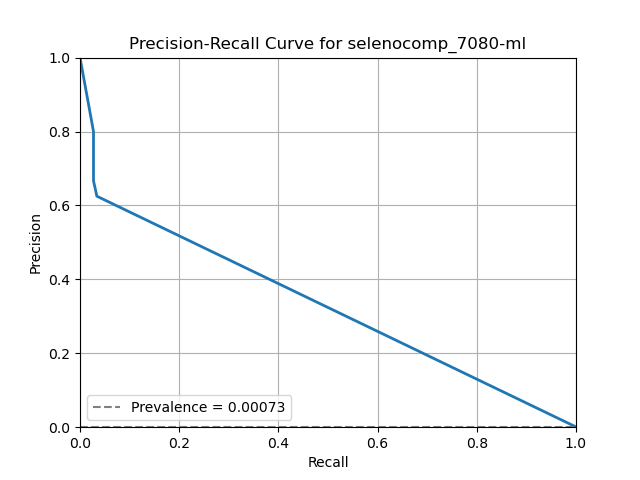 Precision-Recall Curve for selenocomp_7080-ml
1.0
0.8
0.6
0.4
0.2
0.0
Precision
Prevalence = 0.00073
0.0 0.2 0.4 0.6 0.8 1.0
Recall